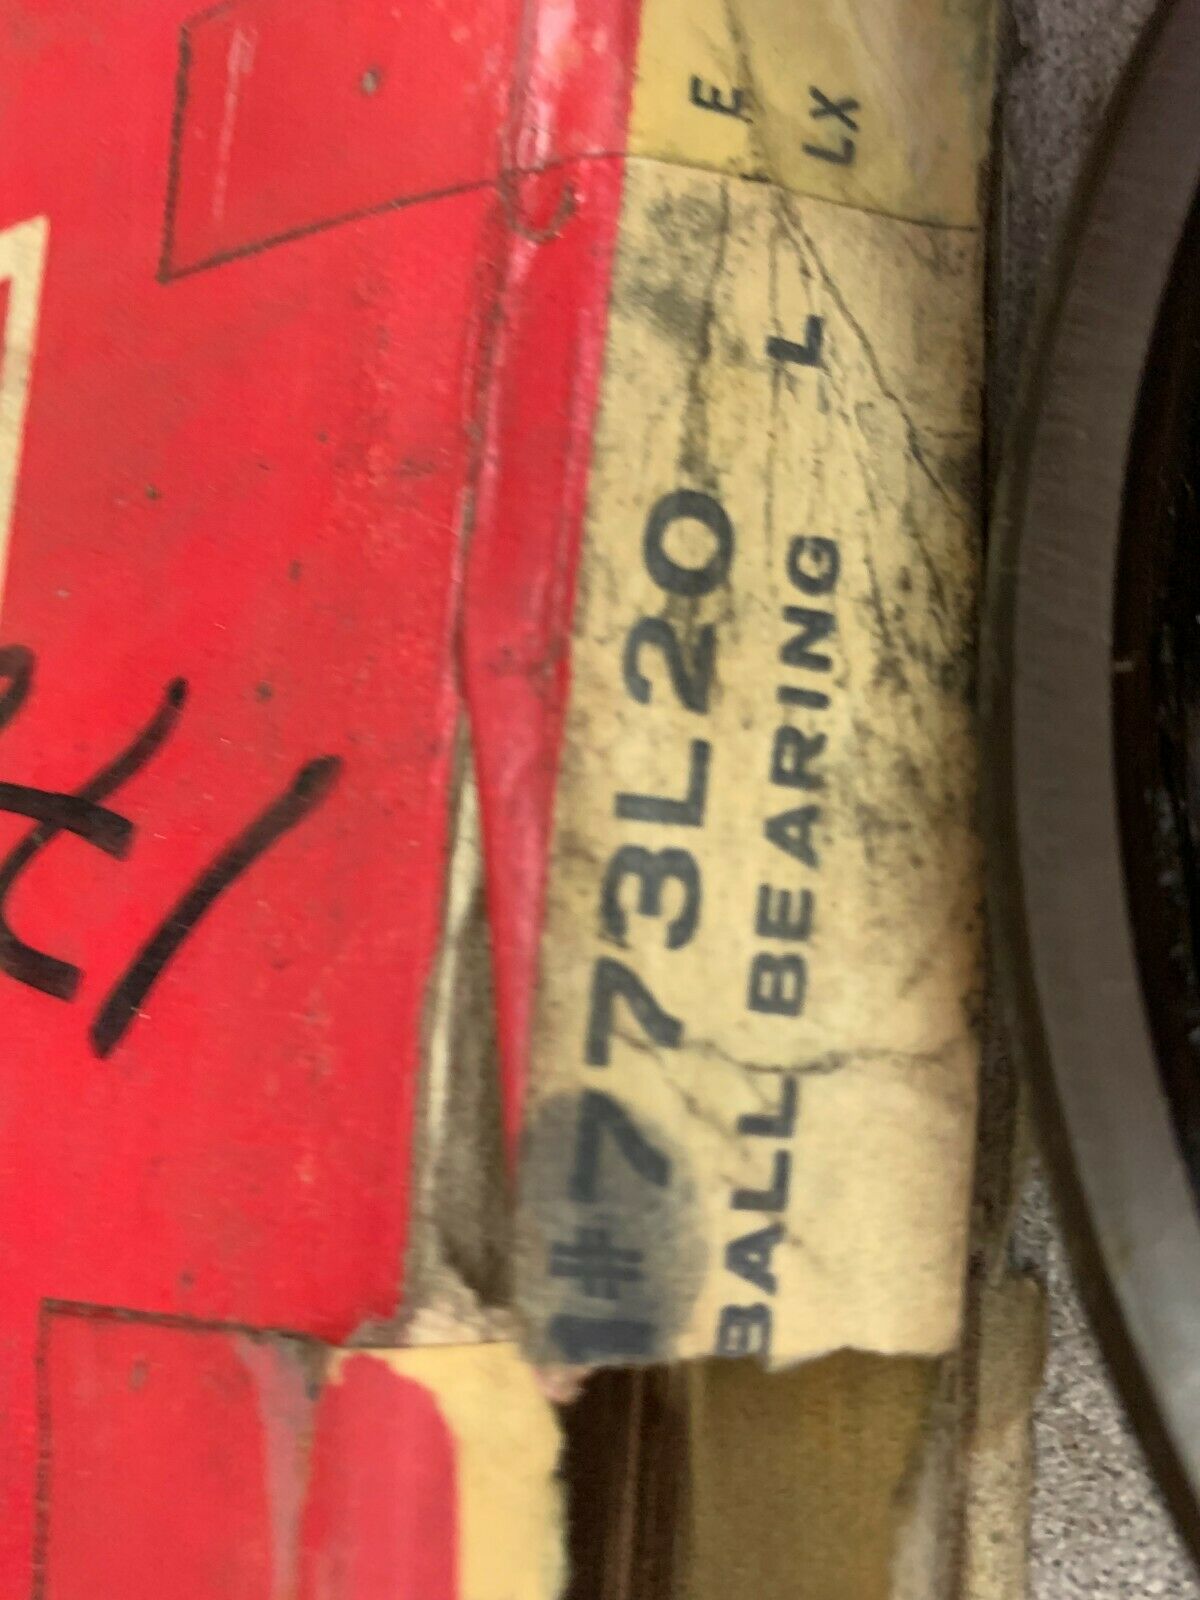 1#773L20
BALL BEARING L
E
LX